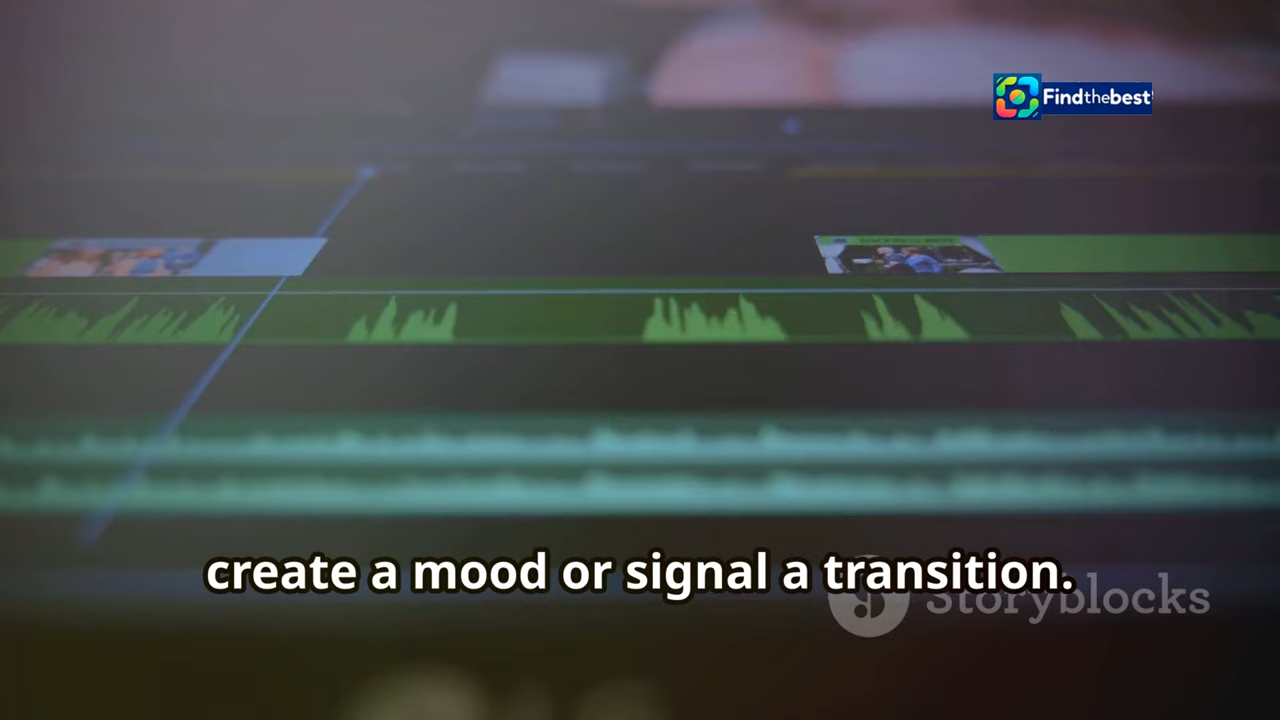 Findthebest
create a mood or signal a transition.
Storyblocks